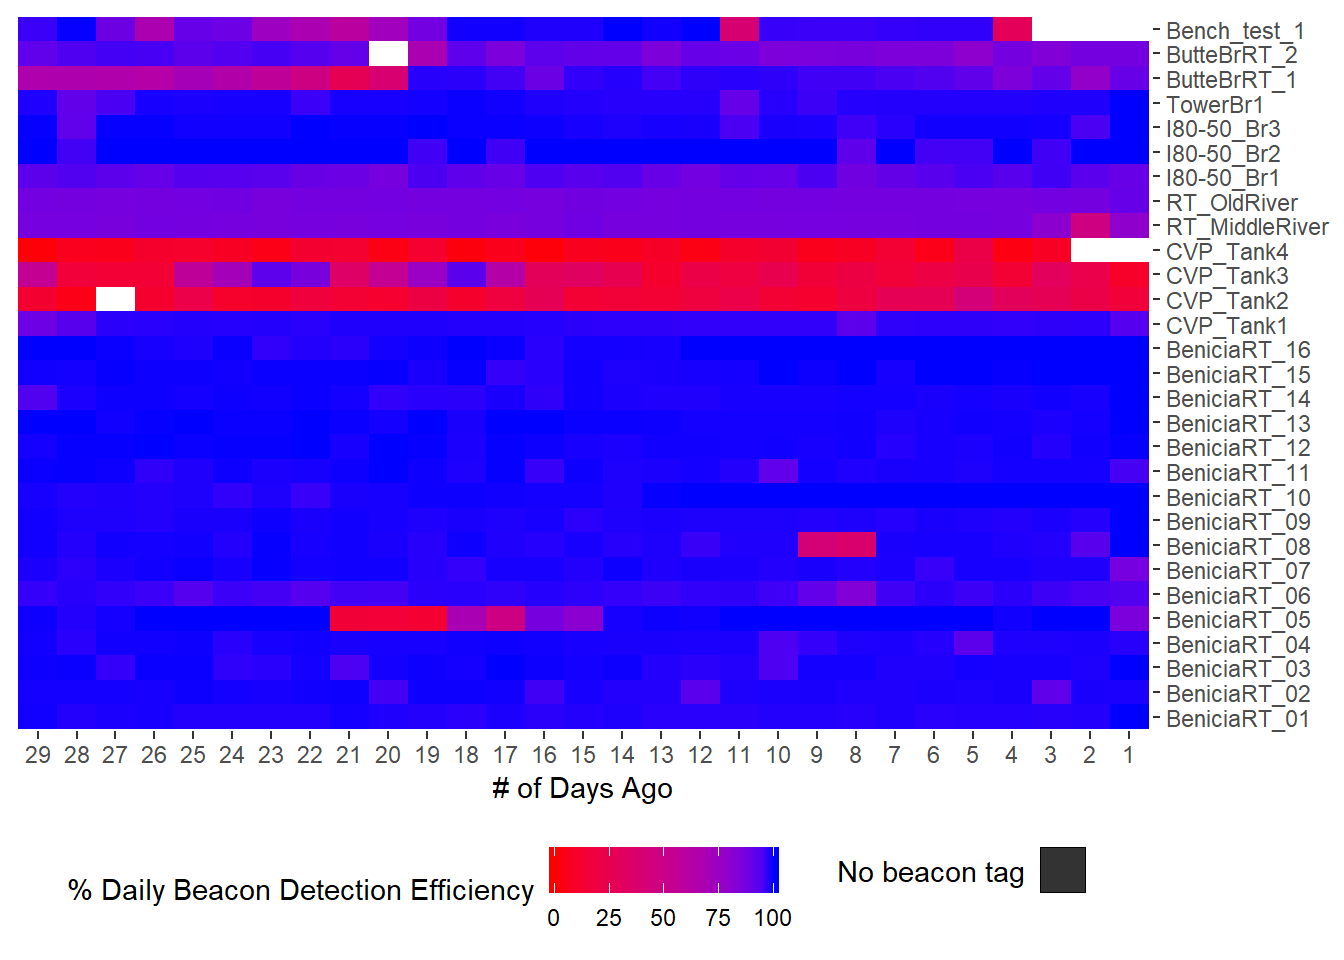 Bench_test_1
ButteBrRT_2
ButteBrRT_1
TowerBr1
I80-50_Br3
I80-50_Br2
I80-50_Br1
RT_OldRiver
RT_MiddleRiver
CVP_Tank4
CVP_Tank3
CVP_Tank2
CVP_Tank1
BeniciaRT_16
BeniciaRT_15
BeniciaRT_14
BeniciaRT_13
BeniciaRT_12
BeniciaRT_11
BeniciaRT_10
BeniciaRT_09
BeniciaRT_08
BeniciaRT_07
BeniciaRT_06
BeniciaRT_05
BeniciaRT_04
BeniciaRT_03
BeniciaRT_02
BeniciaRT_01
29 28 27 26 25 24 23 22 21 20 19 18 17 16 15 14 13 12 11 10 9 8 7 6 5 4 3 2 1
# of Days Ago
% Daily Beacon Detection Efficiency
0 25 50 75 100
No beacon tag